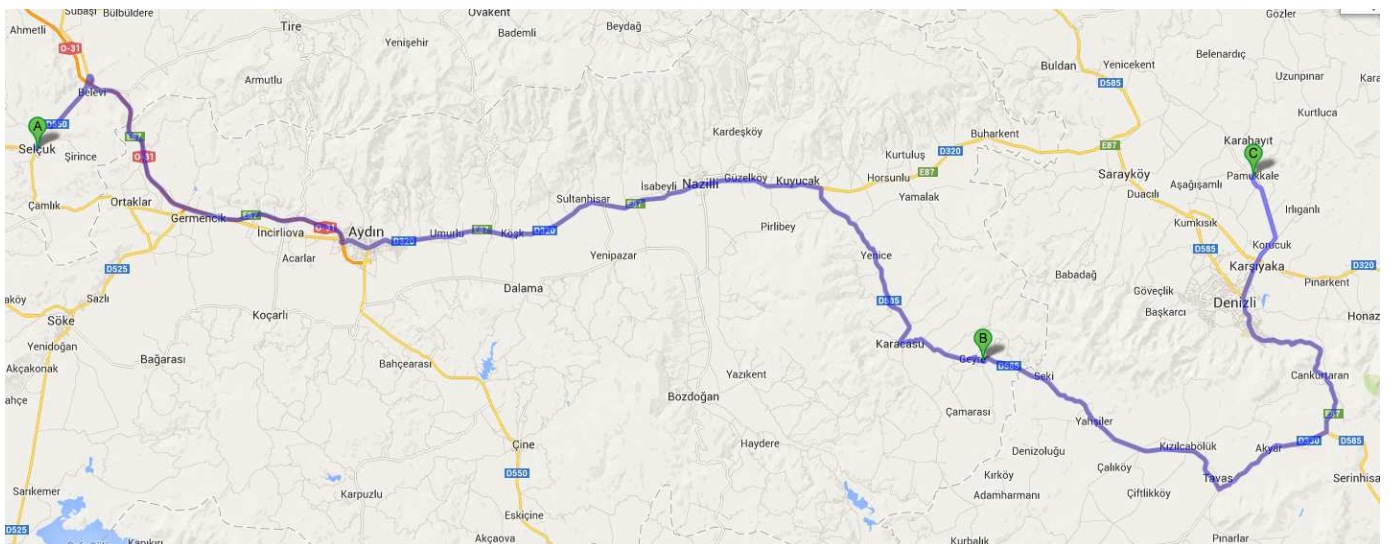 Subaşı
Bülbüldere
Ahmetli
Tire
Ovakent
Bademli
Beydağ
Gözler
O-31
Yenişehir
Belenardıç
Buldan
Yenicekent
Uzunpınar
Armutlu
D585
Belevi
Kurtluca
A
D550
Kardeşköy
E87
Selçuk
Şirince
O-31
Buharkent
Karahayıt
C
D320
E87
Kurtuluş
Sarayköy
Pamukkale
Güzelköy
Horsunlu
Aşağışamlı
Nazilli
Kuyucak
E87
İsabeyli
Yamalak
Duacılı
Çamlık
Ortaklar
Sultanhisar
E87
Irlıganlı
Germencik
E87
Kumkısık
Pirlibey
İncirliova
O-31
Aydın
Umurlu
E87
Köşk
D320
D320
D585
Korucuk
Acarlar
Yenipazar
Yenice
Karşıyaka
D320
D525
Babadağ
Pınarkent
Dalama
Göveçlik
Sazlı
D585
Denizli
Koçarlı
Başkarcı
Honaz
Söke
Karacasu
B
Yenidoğan
Bağarası
Geyre
D585
Bahçearası
Yazıkent
Seki
Cankurtaran
Akçakonak
Bozdoğan
Çamarası
Yahşiler
E87
Çine
Haydere
Denizoluğu
Kızılcabölük
Akyar
D330
D585
Kırköy
Çalıköy
Tavas
Serinhisa
D550
Sarıkemer
Karpuzlu
Adamharmanı
Çiftlikköy
Eskiçine
D525
Akçaova
Kurbalık
Pınarlar